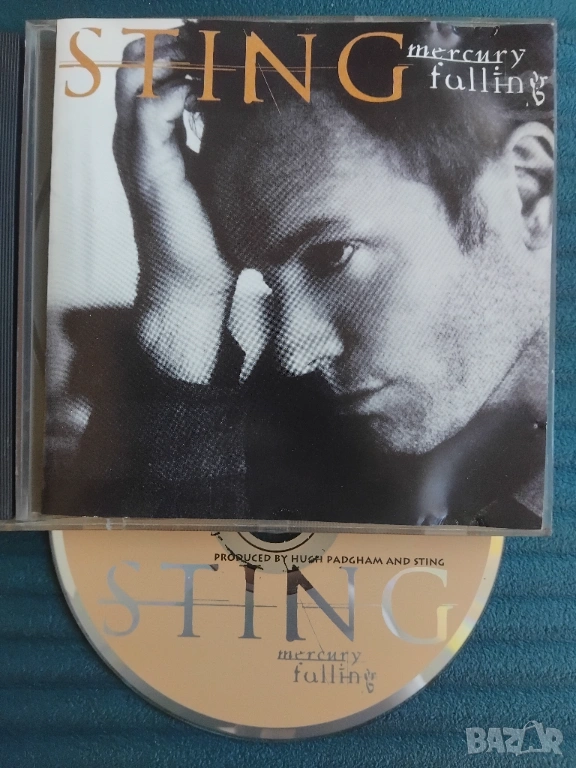 STING
mercury
falling
PRODUCED BY HUGH PADGHAM AND STING
STING
mercury
falling
BAZAR